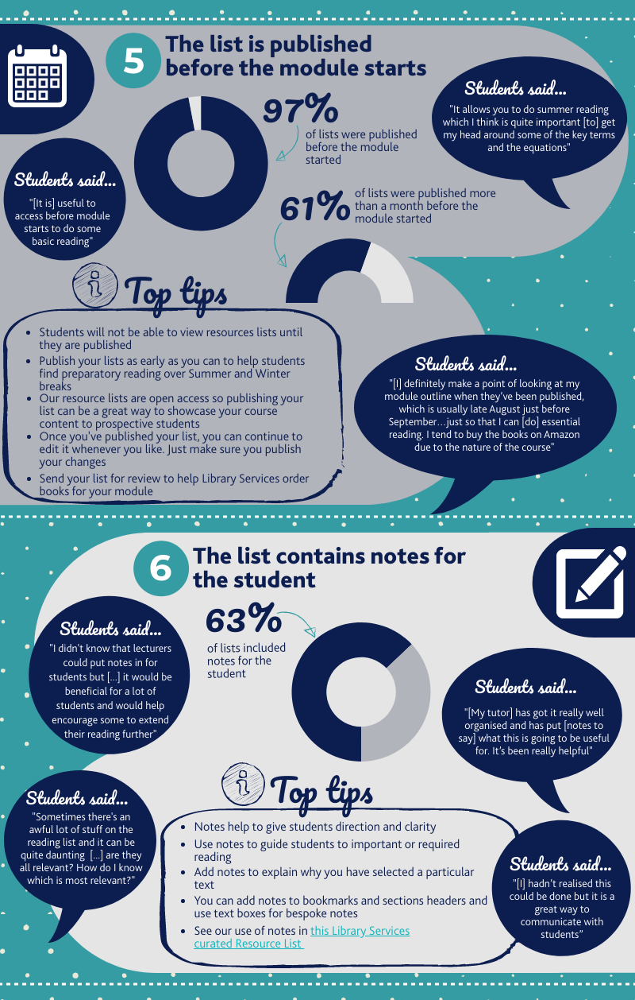 5
The list is published
before the module starts
97%
of lists were published
before the module
started
Students said...
"It allows you to do summer reading
which I think is quite important [to] get
my head around some of the key terms
and the equations"
Students said...
"[It is] useful to
access before module
starts to do some
basic reading"
61%
of lists were published more
than a month before the
module started
i
Top tips
• Students will not be able to view resources lists until
they are published
• Publish your lists as early as you can to help students
find preparatory reading over Summer and Winter
breaks
• Our resource lists are open access so publishing your
list can be a great way to showcase your course
content to prospective students
• Once you've published your list, you can continue to
edit it whenever you like. Just make sure you publish
your changes
• Send your list for review to help Library Services order
books for your module
Students said...
"[I] definitely make a point of looking at my
module outline when they've been published,
which is usually late August just before
September...just so that I can [do] essential
reading. I tend to buy the books on Amazon
due to the nature of the course"
6
The list contains notes for
the student
63%
of lists included
notes for the
student
Students said...
"I didn't know that lecturers
could put notes in for
students but [...] it would be
beneficial for a lot of
students and would help
encourage some to extend
their reading further"
Students said...
"[My tutor] has got it really well
organised and has put [notes to
say] what this is going to be useful
for. It's been really helpful"
Students said...
"Sometimes there's an
awful lot of stuff on the
reading list and it can be
quite daunting [...] are they
all relevant? How do I know
which is most relevant?"
i
Top tips
• Notes help to give students direction and clarity
• Use notes to guide students to important or required
reading
• Add notes to explain why you have selected a particular
text
• You can add notes to bookmarks and sections headers and
use text boxes for bespoke notes
• See our use of notes in this Library Services
curated Resource List
Students said...
"[I] hadn't realised this
could be done but it is a
great way to
communicate with
students"